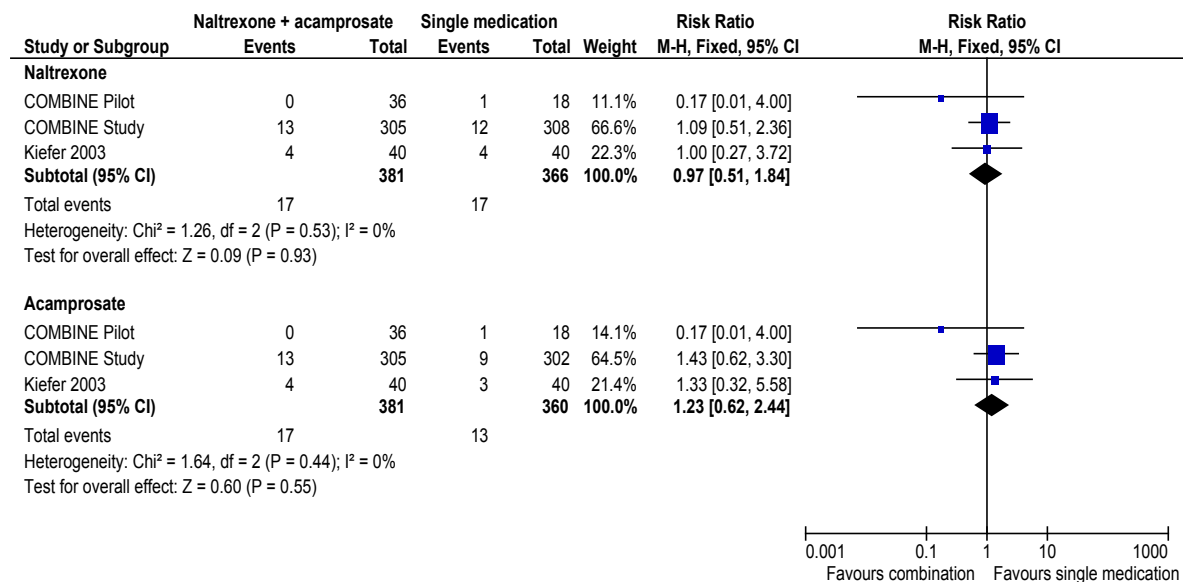 Naltrexone + acamprosate Single medication Risk Ratio Risk Ratio
Study or Subgroup Events Total Events Total Weight M-H, Fixed, 95% CI M-H, Fixed, 95% CI
Naltrexone
COMBINE Pilot 0 36 1 18 11.1% 0.17 [0.01, 4.00]
COMBINE Study 13 305 12 308 66.6% 1.09 [0.51, 2.36]
Kiefer 2003 4 40 4 40 22.3% 1.00 [0.27, 3.72]
Subtotal (95% CI) 381 366 100.0% 0.97 [0.51, 1.84]
Total events 17 17
Heterogeneity: Chi² = 1.26, df = 2 (P = 0.53); I² = 0%
Test for overall effect: Z = 0.09 (P = 0.93)
Acamprosate
COMBINE Pilot 0 36 1 18 14.1% 0.17 [0.01, 4.00]
COMBINE Study 13 305 9 302 64.5% 1.43 [0.62, 3.30]
Kiefer 2003 4 40 3 40 21.4% 1.33 [0.32, 5.58]
Subtotal (95% CI) 381 360 100.0% 1.23 [0.62, 2.44]
Total events 17 13
Heterogeneity: Chi² = 1.64, df = 2 (P = 0.44); I² = 0%
Test for overall effect: Z = 0.60 (P = 0.55)
0.001 0.1 1 10 1000
Favours combination Favours single medication